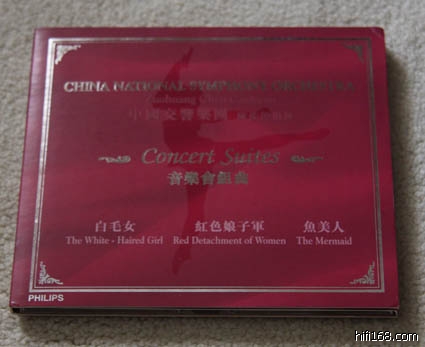 CHINA NATIONAL SYMPHONY ORCHESTRA
中國交響樂團
Concert Suites
音樂會組曲
白毛女 紅色娘子軍 魚美人
The White - Haired Girl Red Detachment of Women The Mermaid
PHILIPS
hifi168.com